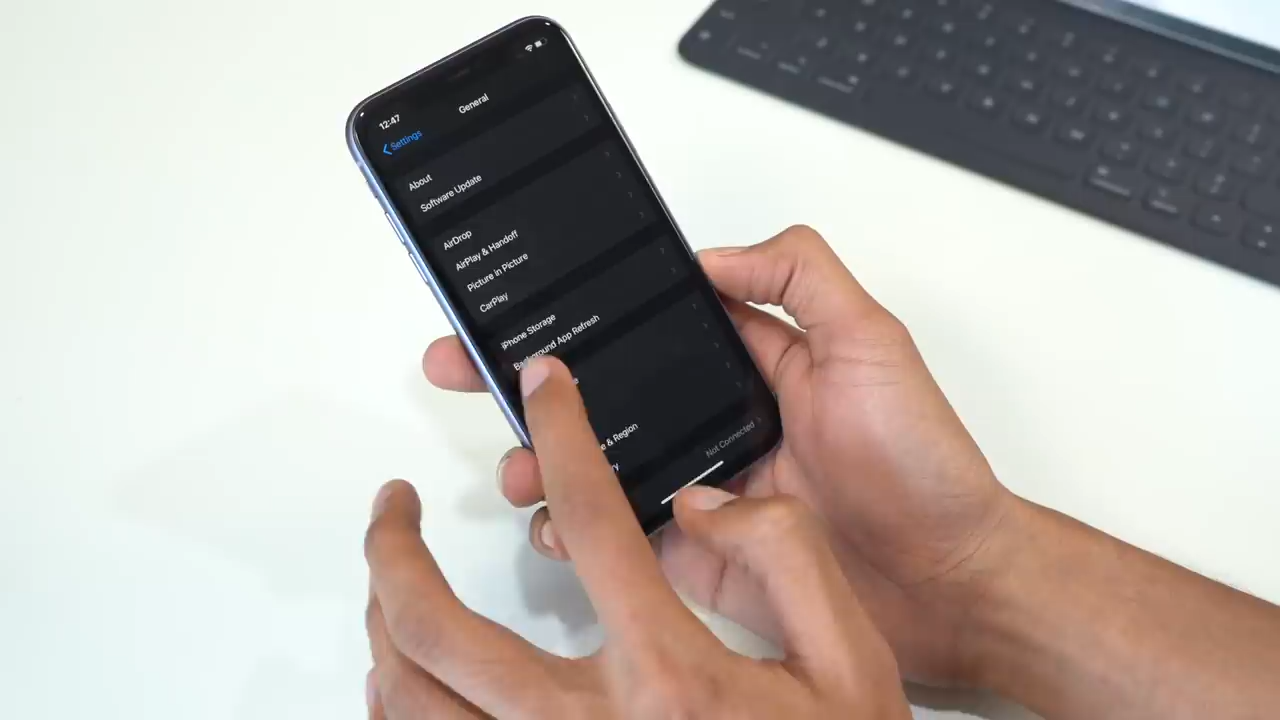 12:47
General
Settings
About
Software Update
AirDrop
AirPlay & Handoff
Picture in Picture
CarPlay
iPhone Storage
Background App Refresh
& Region
Not Connected